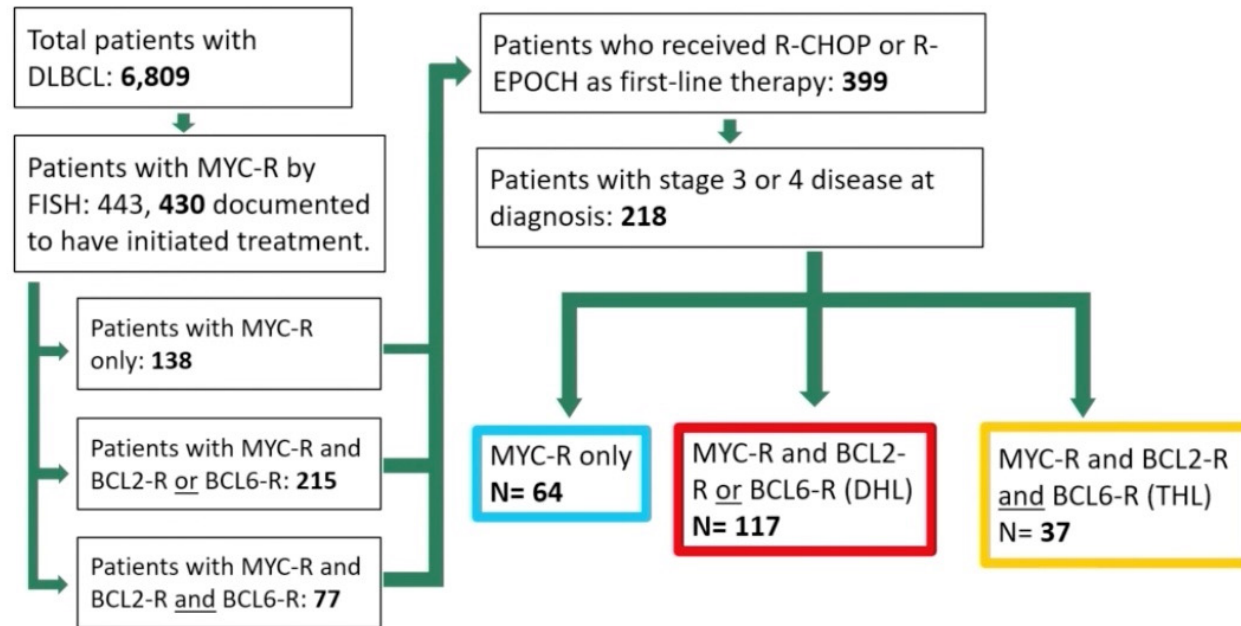 Total patients with
DLBCL: 6,809
Patients with MYC-R by
FISH: 443, 430 documented
to have initiated treatment.
Patients with MYC-R
only: 138
Patients with MYC-R and
BCL2-R or BCL6-R: 215
Patients with MYC-R and
BCL2-R and BCL6-R: 77
Patients who received R-CHOP or R-
EPOCH as first-line therapy: 399
Patients with stage 3 or 4 disease at
diagnosis: 218
MYC-R only
N= 64
MYC-R and BCL2-
R or BCL6-R (DHL)
N= 117
MYC-R and BCL2-R
and BCL6-R (THL)
N= 37